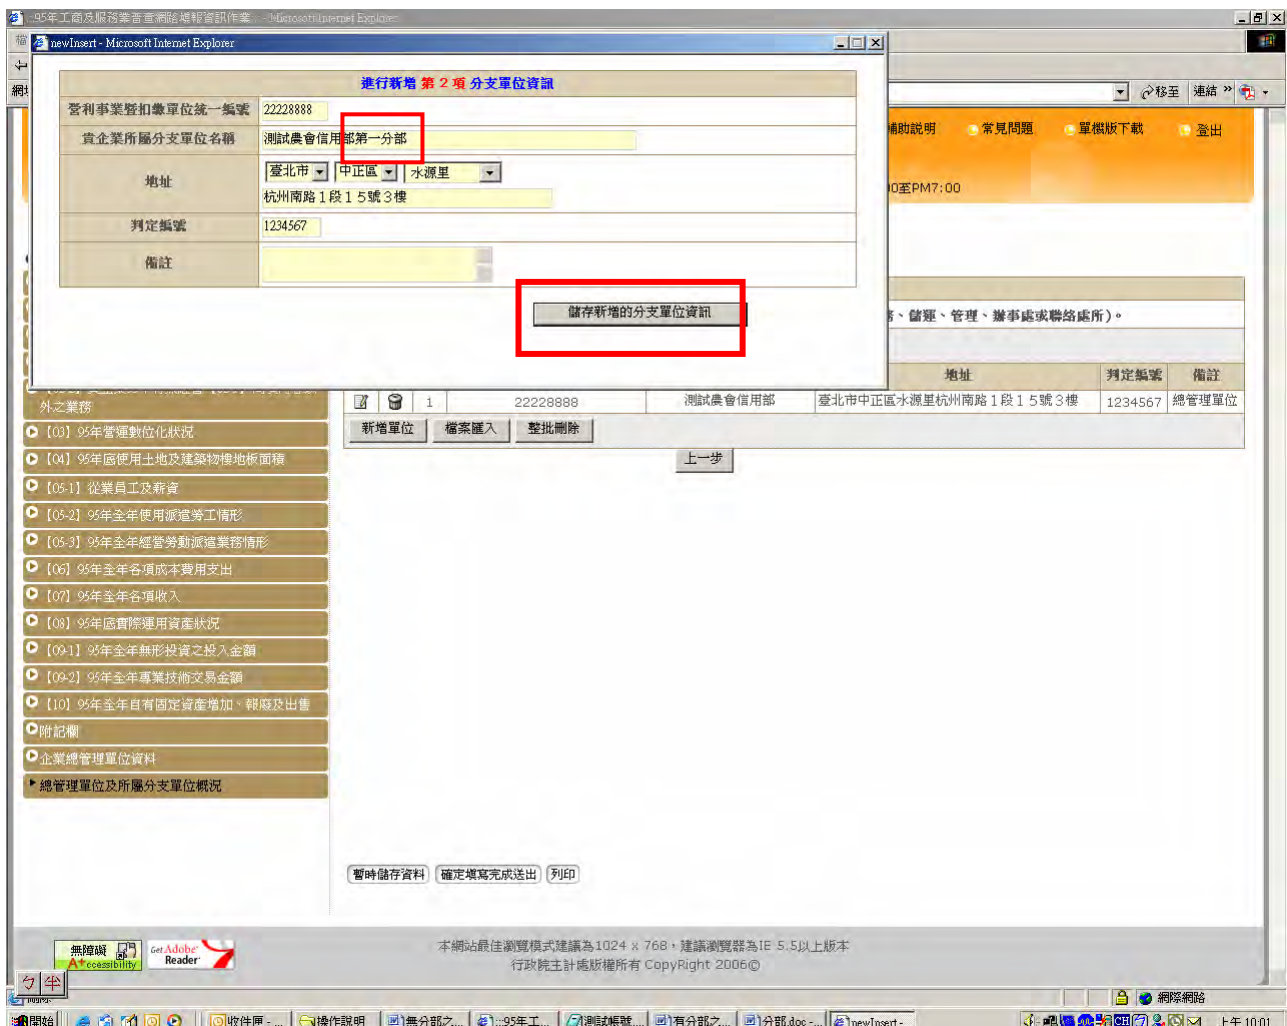 95年工商及服務業普查網路填報資訊作業 - Microsoft Internet Explorer
newInsert - Microsoft Internet Explorer
進行新增 第 2 項 分支單位資訊
營利事業暨扣繳單位統一編號 22228888
貴企業所屬分支單位名稱 測試農會信用部第一分部
地址 臺北市 中正區 水源里
杭州南路１段１５號３樓
判定編號 1234567
備註
儲存新增的分支單位資訊
移至 連結 »
輔助說明 常見問題 單機版下載 登出
0至PM7:00
、儲運、管理、辦事處或聯絡處所)。
地址 判定編號 備註
1 22228888 測試農會信用部 臺北市中正區水源里杭州南路１段１５號３樓 1234567 總管理單位
新增單位 檔案匯入 整批刪除
上一步
外之業務
【03】95年營運數位化狀況
【04】95年底使用土地及建築物樓地板面積
【05-1】從業員工及薪資
【05-2】95年全年使用派遣勞工情形
【05-3】95年全年經營勞動派遣業務情形
【06】95年全年各項成本費用支出
【07】95年全年各項收入
【08】95年底實際運用資產狀況
【09-1】95年全年無形投資之投入金額
【09-2】95年全年專業技術交易金額
【10】95年全年自有固定資產增加、報廢及出售
附記欄
企業總管理單位資料
總管理單位及所屬分支單位概況
暫時儲存資料 確定填寫完成送出 列印
無障礙
A+ccessibility
Get Adobe Reader
本網站最佳瀏覽模式建議為1024 x 768，建議瀏覽器為IE 5.5以上版本
行政院主計處版權所有 CopyRight 2006©
ㄅ 半
網際網路
開始 收件匣 - ... 操作說明 無分部之... :::95年工... 測試帳號... 有分部之... 分部.doc -... newInsert - CH 上午 10:01